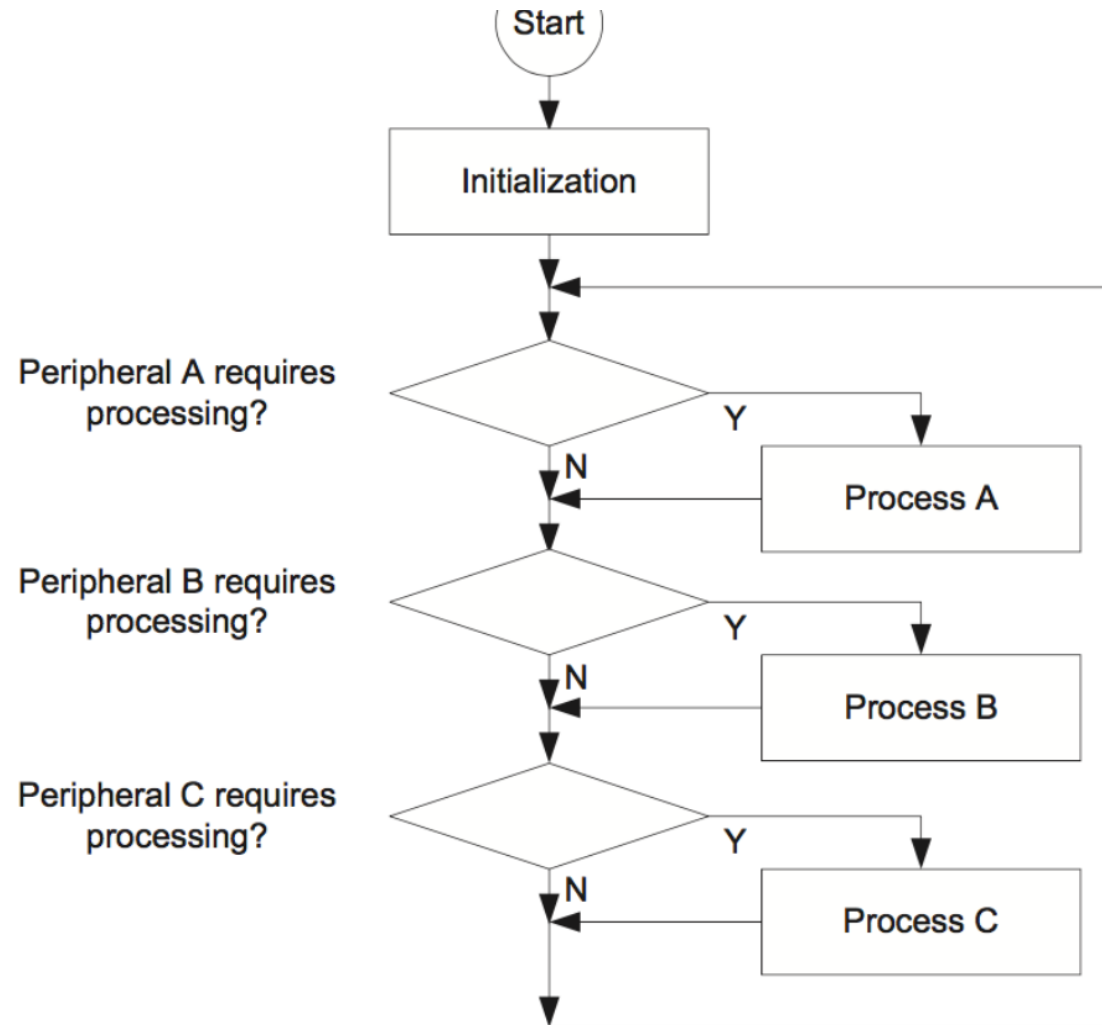 Start
Initialization
Peripheral A requires
processing?
Y
N
Process A
Peripheral B requires
processing?
Y
N
Process B
Peripheral C requires
processing?
Y
N
Process C